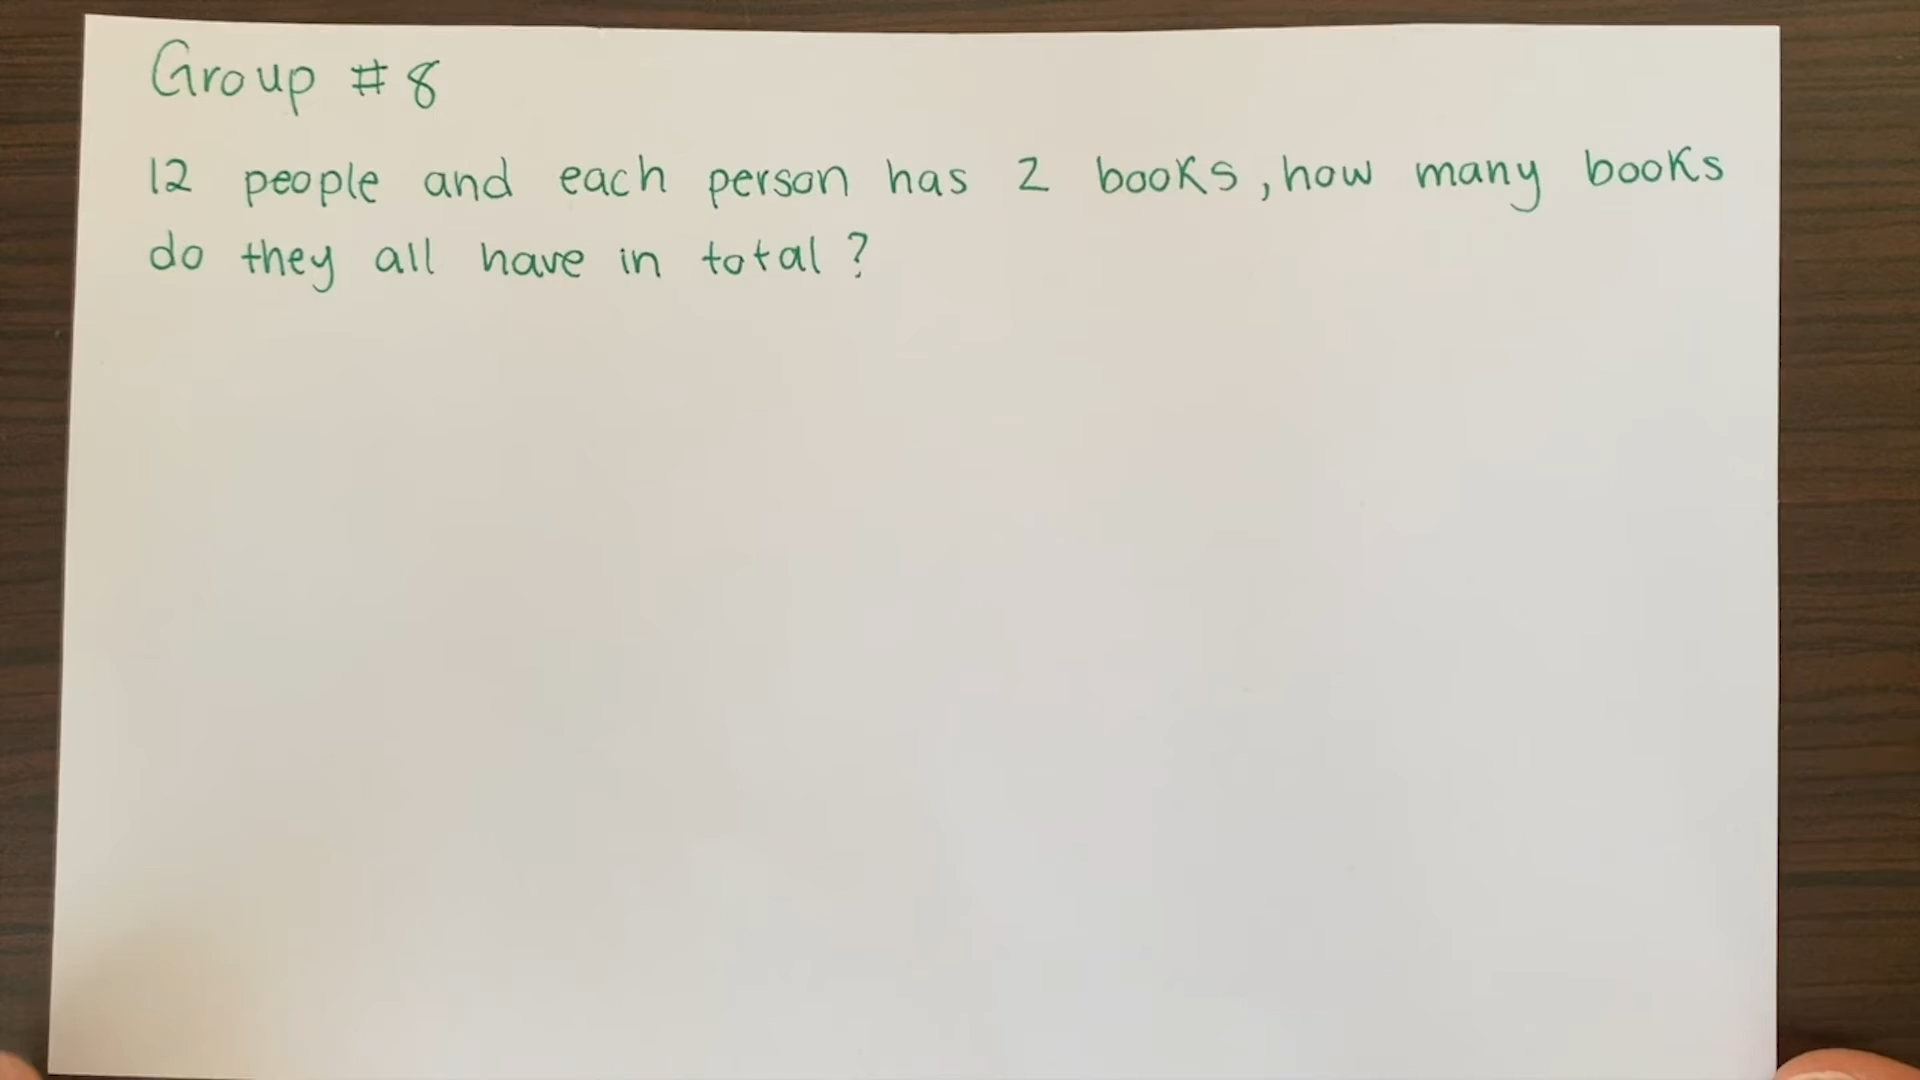 Group #8
12 people and each person has 2 books, how many books
do they all have in total?